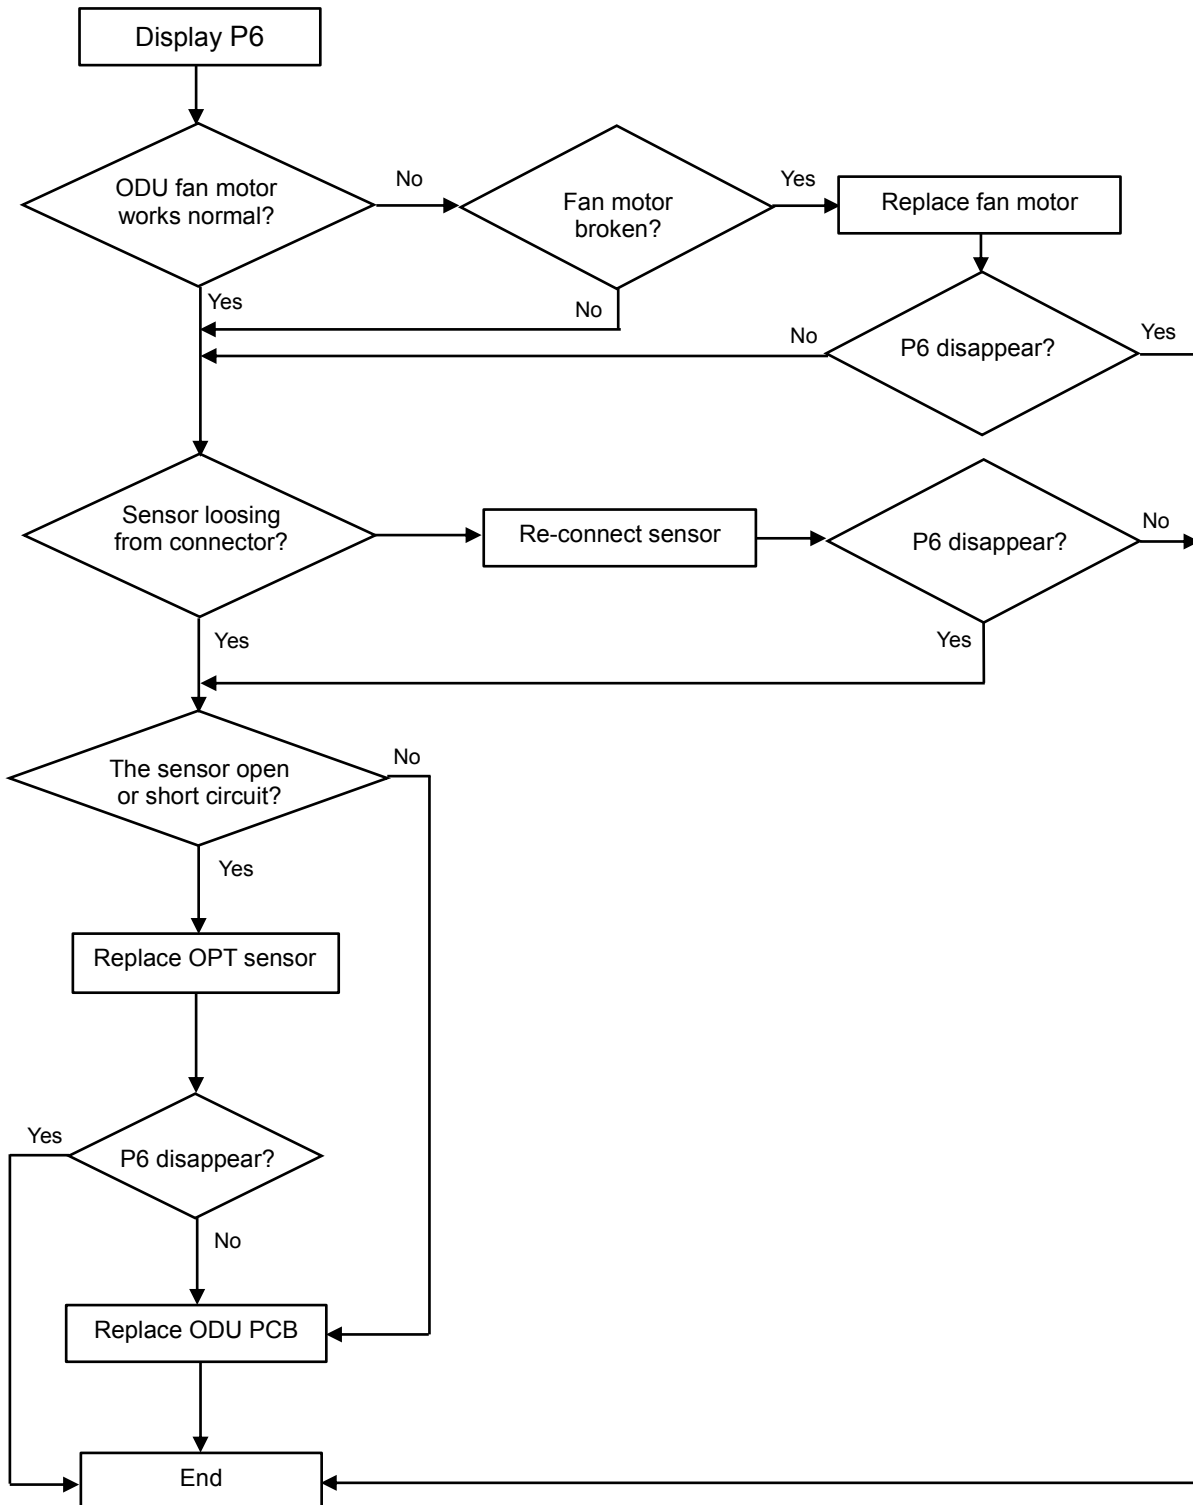 Display P6
ODU fan motor
works normal?
No
Fan motor
broken?
Yes
Replace fan motor
Yes
No
No
P6 disappear?
Yes
Sensor loosing
from connector?
Re-connect sensor
P6 disappear?
No
Yes
Yes
The sensor open
or short circuit?
No
Yes
Replace OPT sensor
Yes
P6 disappear?
No
Replace ODU PCB
End